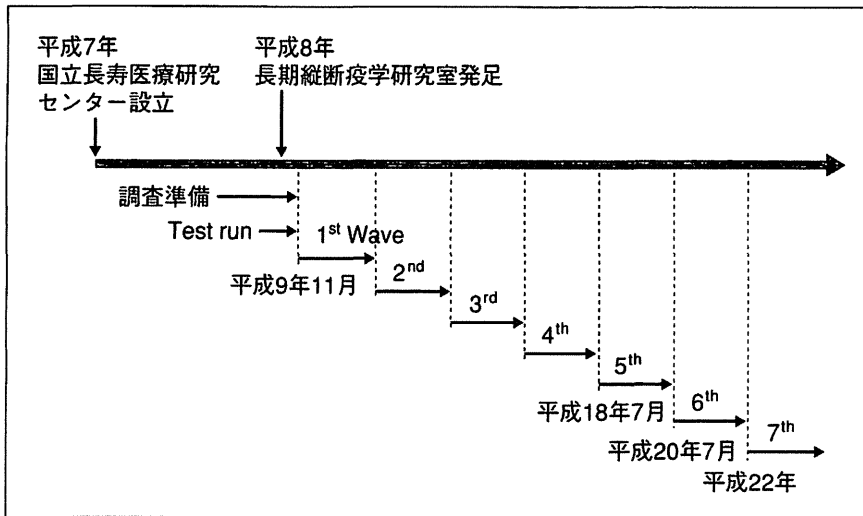 平成7年
国立長寿医療研究
センター設立
平成8年
長期縦断疫学研究室発足
調査準備
Test run
1st Wave
平成9年11月
2nd
3rd
4th
5th
平成18年7月
6th
平成20年7月
7th
平成22年